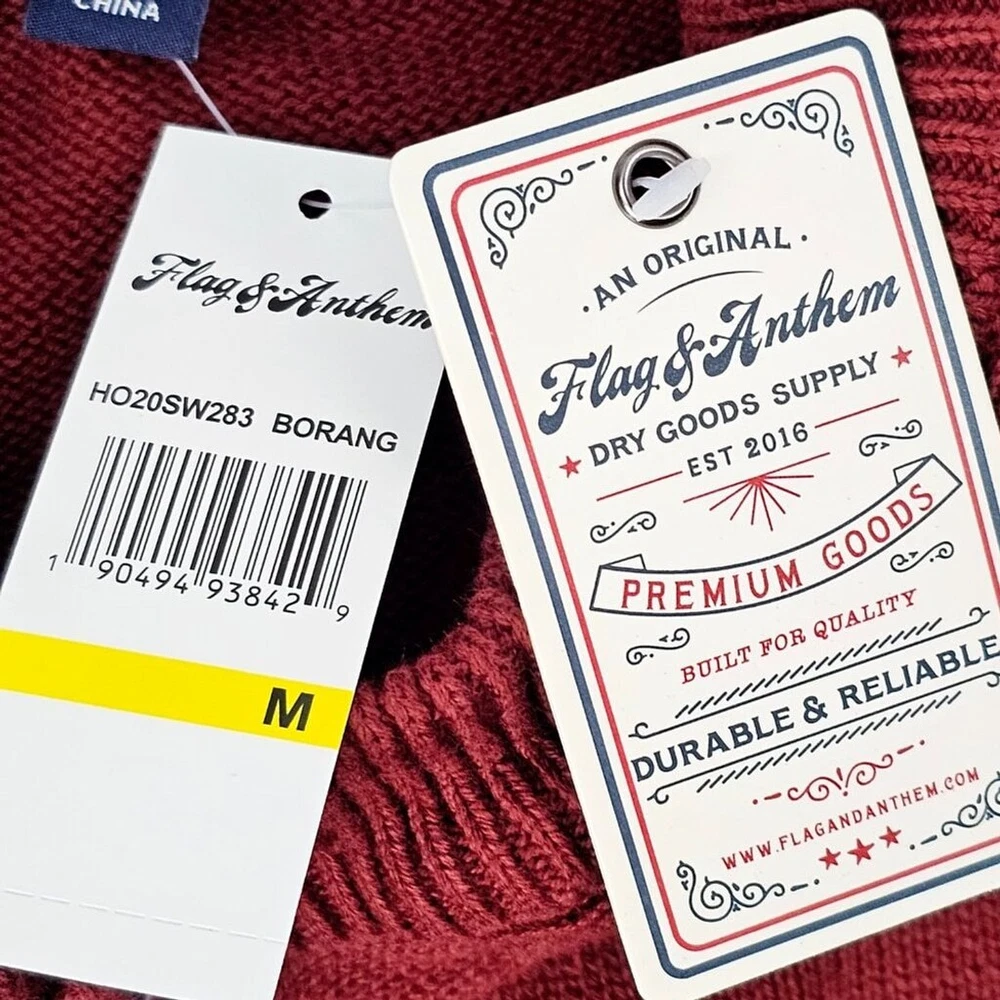 CHINA
Flag & Anthem
HO20SW283 BORANG
1 90494 93842 9
M
· AN ORIGINAL ·
Flag & Anthem
DRY GOODS SUPPLY
EST 2016
PREMIUM GOODS
BUILT FOR QUALITY
DURABLE & RELIABLE
WWW.FLAGANDANTHEM.COM